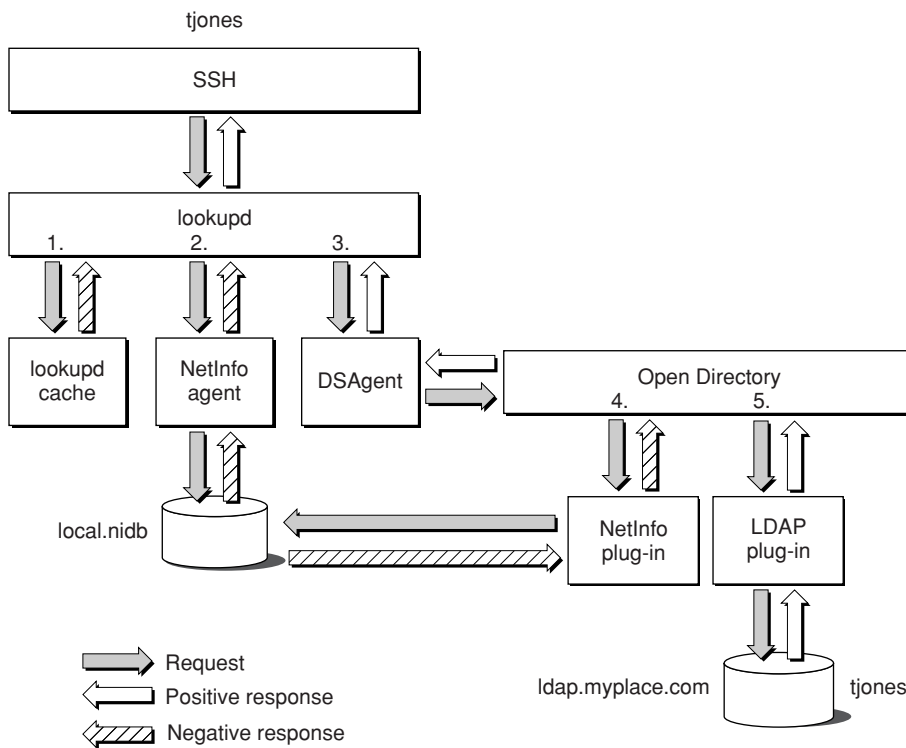 tjones
SSH
lookupd
1. 2. 3.
lookupd
cache
NetInfo
agent
DSAgent
Open Directory
4. 5.
local.nidb
NetInfo
plug-in
LDAP
plug-in
ldap.myplace.com
tjones
Request
Positive response
Negative response